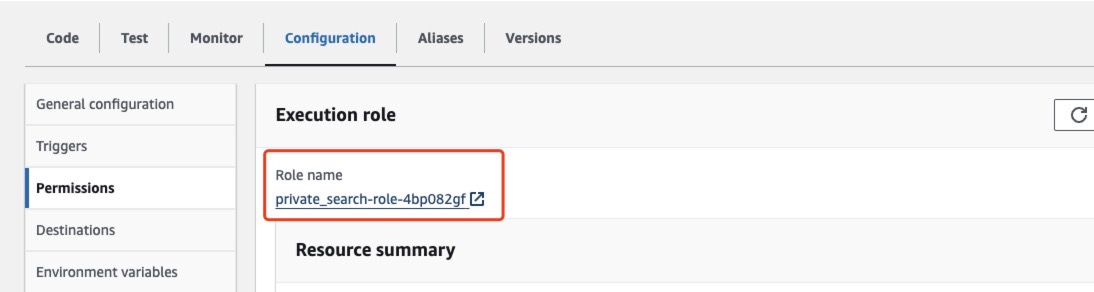 Code Test Monitor Configuration Aliases Versions
General configuration
Triggers
Permissions
Destinations
Environment variables
Execution role
Role name
private_search-role-4bp082gf
Resource summary